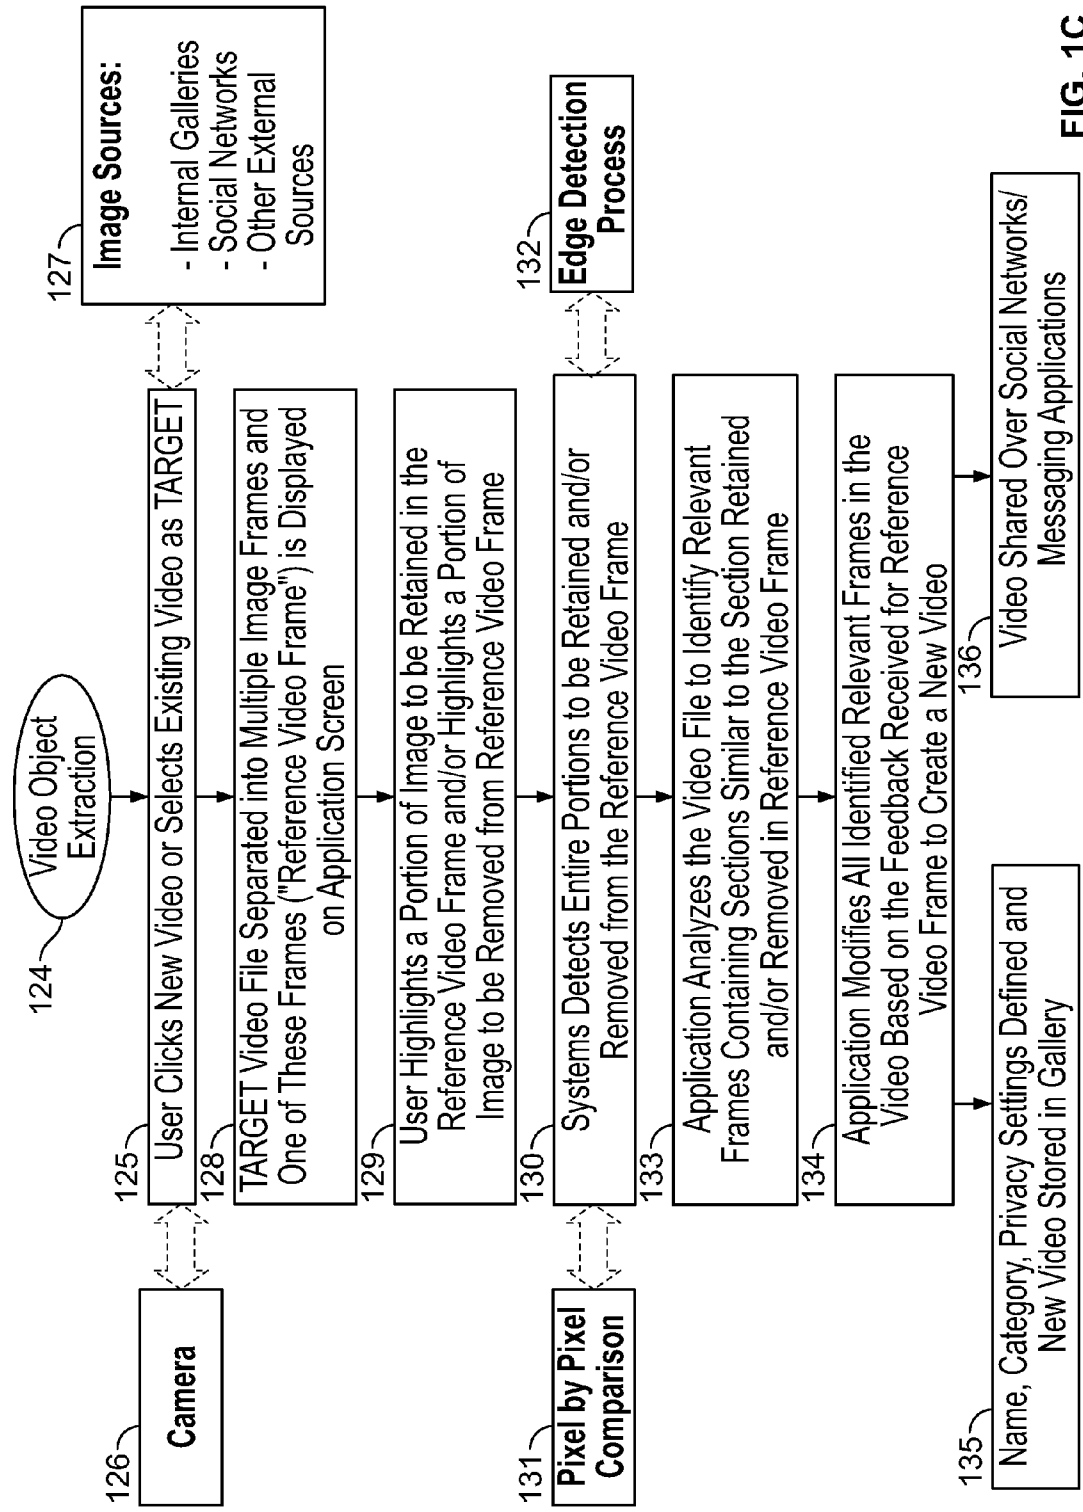 124
Video Object
Extraction
125
User Clicks New Video or Selects Existing Video as TARGET
126
Camera
127
Image Sources:
- Internal Galleries
- Social Networks
- Other External
Sources
128
TARGET Video File Separated into Multiple Image Frames and
One of These Frames ("Reference Video Frame") is Displayed
on Application Screen
129
User Highlights a Portion of Image to be Retained in the
Reference Video Frame and/or Highlights a Portion of
Image to be Removed from Reference Video Frame
130
Systems Detects Entire Portions to be Retained and/or
Removed from the Reference Video Frame
131
Pixel by Pixel
Comparison
132
Edge Detection
Process
133
Application Analyzes the Video File to Identify Relevant
Frames Containing Sections Similar to the Section Retained
and/or Removed in Reference Video Frame
134
Application Modifies All Identified Relevant Frames in the
Video Based on the Feedback Received for Reference
Video Frame to Create a New Video
135
Name, Category, Privacy Settings Defined and
New Video Stored in Gallery
136
Video Shared Over Social Networks/
Messaging Applications
FIG. 1C